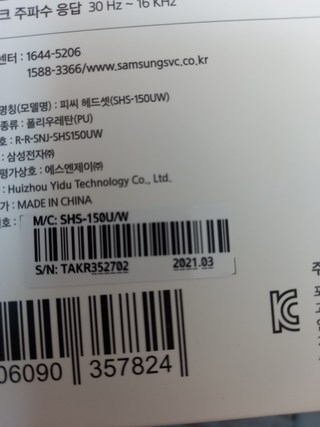 크 주파수 응답 30 Hz ~ 16 KHz
센터 : 1644-5206
1588-3366/www.samsungsvc.co.kr
명칭(모델명) : 피씨 헤드셋(SHS-150UW)
종류 : 폴리우레탄(PU)
호 : R-R-SNJ-SHS150UW
: 삼성전자㈜
평가상호 : 에스엔제이㈜
: Huizhou Yidu Technology Co., Ltd.
가 : MADE IN CHINA
번호 :
M/C: SHS-150U/W
S/N: TAKR352702 2021.03
06090 357824